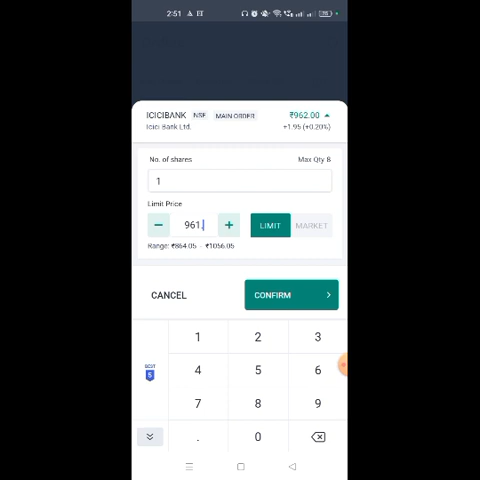 2:51
ICICIBANK NSE MAIN ORDER ₹962.00
Icici Bank Ltd. +1.95 (+0.20%)
No. of shares Max Qty 8
1
Limit Price
− 961. + LIMIT MARKET
Range: ₹864.05 - ₹1056.05
CANCEL CONFIRM
1 2 3
BEST 4 5 6
5
7 8 9
. 0